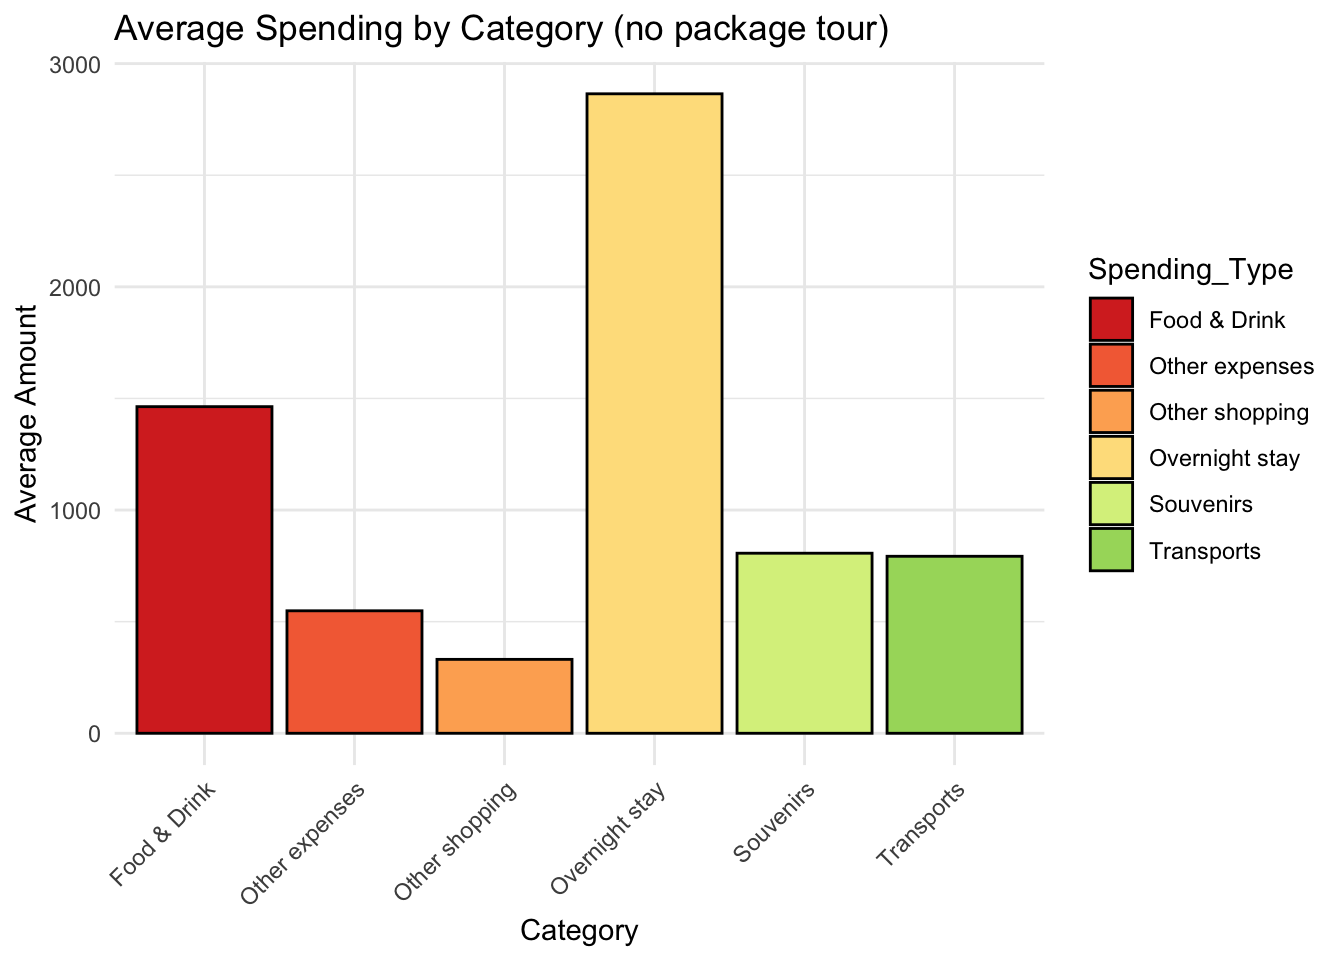 Average Spending by Category (no package tour)
3000
2000
1000
0
Average Amount
Food & Drink
Other expenses
Other shopping
Overnight stay
Souvenirs
Transports
Category
Spending_Type
Food & Drink
Other expenses
Other shopping
Overnight stay
Souvenirs
Transports